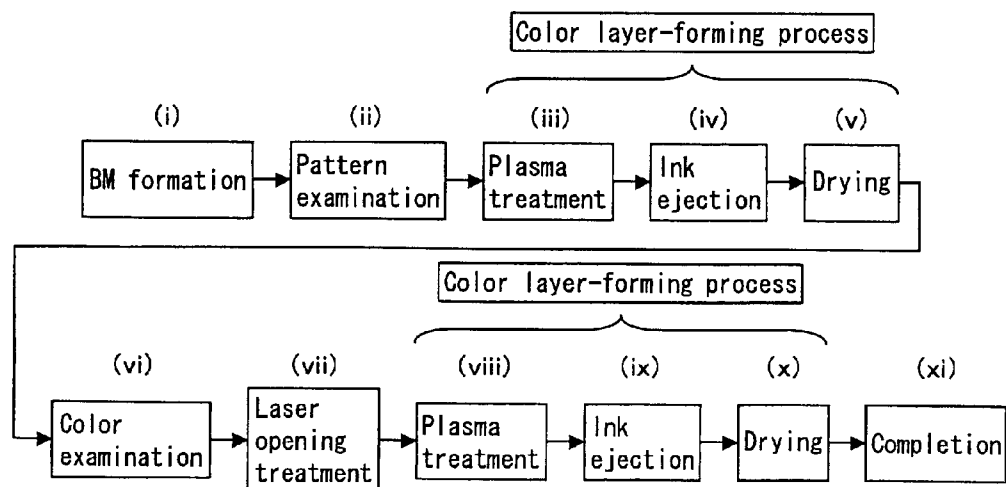 Color layer-forming process
(i)
(ii)
(iii)
(iv)
(v)
BM formation
Pattern
examination
Plasma
treatment
Ink
ejection
Drying
Color layer-forming process
(vi)
(vii)
(viii)
(ix)
(x)
(xi)
Color
examination
Laser
opening
treatment
Plasma
treatment
Ink
ejection
Drying
Completion